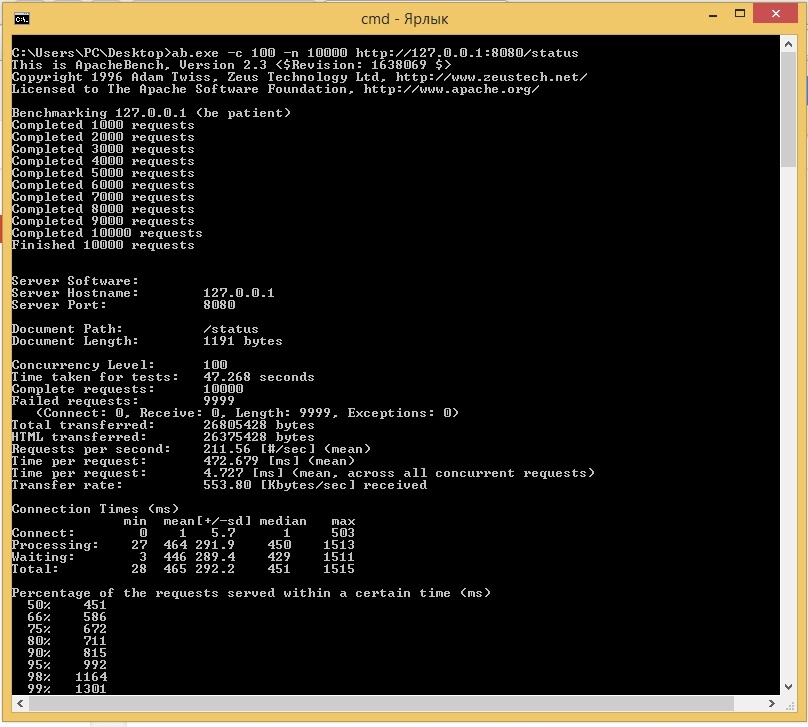 cmd - Ярлык
C:\Users\PC\Desktop>ab.exe -c 100 -n 10000 http://127.0.0.1:8080/status
This is ApacheBench, Version 2.3 <$Revision: 1638069 $>
Copyright 1996 Adam Twiss, Zeus Technology Ltd, http://www.zeustech.net/
Licensed to The Apache Software Foundation, http://www.apache.org/
Benchmarking 127.0.0.1 (be patient)
Completed 1000 requests
Completed 2000 requests
Completed 3000 requests
Completed 4000 requests
Completed 5000 requests
Completed 6000 requests
Completed 7000 requests
Completed 8000 requests
Completed 9000 requests
Completed 10000 requests
Finished 10000 requests
Server Software:
Server Hostname: 127.0.0.1
Server Port: 8080
Document Path: /status
Document Length: 1191 bytes
Concurrency Level: 100
Time taken for tests: 47.268 seconds
Complete requests: 10000
Failed requests: 9999
(Connect: 0, Receive: 0, Length: 9999, Exceptions: 0)
Total transferred: 26805428 bytes
HTML transferred: 26375428 bytes
Requests per second: 211.56 [#/sec] (mean)
Time per request: 472.679 [ms] (mean)
Time per request: 4.727 [ms] (mean, across all concurrent requests)
Transfer rate: 553.80 [Kbytes/sec] received
Connection Times (ms)
min mean[+/-sd] median max
Connect: 0 1 5.7 1 503
Processing: 27 464 291.9 450 1513
Waiting: 3 446 289.4 429 1511
Total: 28 465 292.2 451 1515
Percentage of the requests served within a certain time (ms)
50% 451
66% 586
75% 672
80% 711
90% 815
95% 992
98% 1164
99% 1301